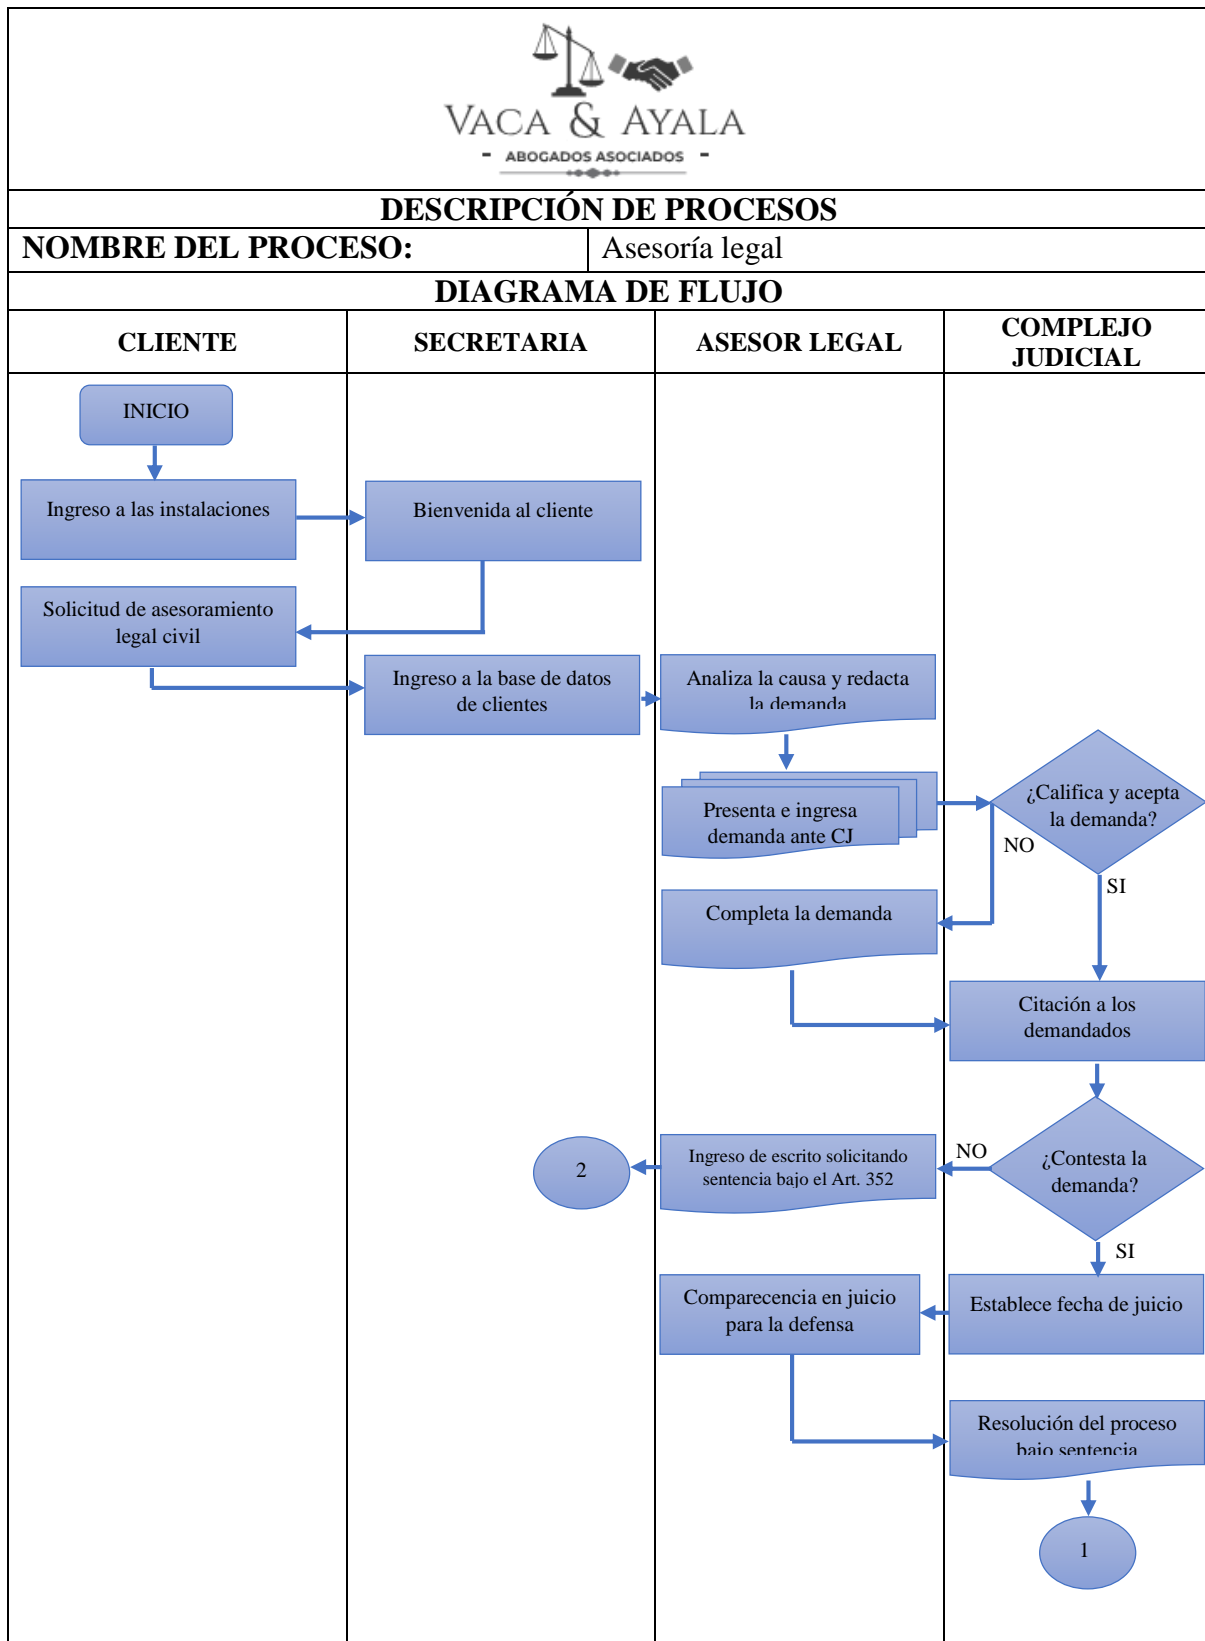 VACA & AYALA
- ABOGADOS ASOCIADOS -
DESCRIPCIÓN DE PROCESOS
NOMBRE DEL PROCESO: Asesoría legal
DIAGRAMA DE FLUJO
CLIENTE
SECRETARIA
ASESOR LEGAL
COMPLEJO
JUDICIAL
INICIO
Ingreso a las instalaciones
Bienvenida al cliente
Solicitud de asesoramiento
legal civil
Ingreso a la base de datos
de clientes
Analiza la causa y redacta
la demanda
Presenta e ingresa
demanda ante CJ
¿Califica y acepta
la demanda?
NO
SI
Completa la demanda
Citación a los
demandados
¿Contesta la
demanda?
NO
Ingreso de escrito solicitando
sentencia bajo el Art. 352
2
SI
Establece fecha de juicio
Comparecencia en juicio
para la defensa
Resolución del proceso
bajo sentencia
1